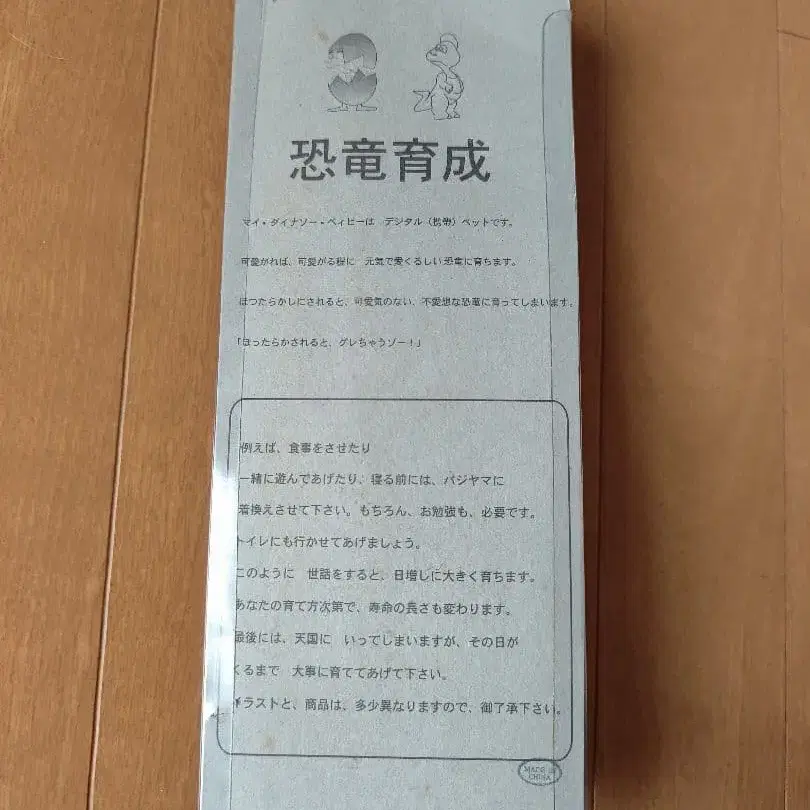 恐竜育成
マイ・ダイナソー・ベィビーは　デジタル（携帯）ペットです。
可愛がれば、可愛がる程に　元気で愛くるしい恐竜に育ちます。
ほつたらかしにされると、可愛気のない、不愛想な恐竜に育ってしまいます。
「ほったらかされると、グレちゃうゾー！」
例えば、食事をさせたり
一緒に遊んであげたり、寝る前には、パジヤマに
着換えさせて下さい。もちろん、お勉強も、必要です。
トイレにも行かせてあげましょう。
このように　世話をすると、日増しに大きく育ちます。
あなたの育て方次第で、寿命の長さも変わります。
最後には、天国に　いってしまいますが、その日が
くるまで　大事に育ててあげて下さい。
イラストと、商品は、多少異なりますので、御了承下さい。
MADE IN
CHINA